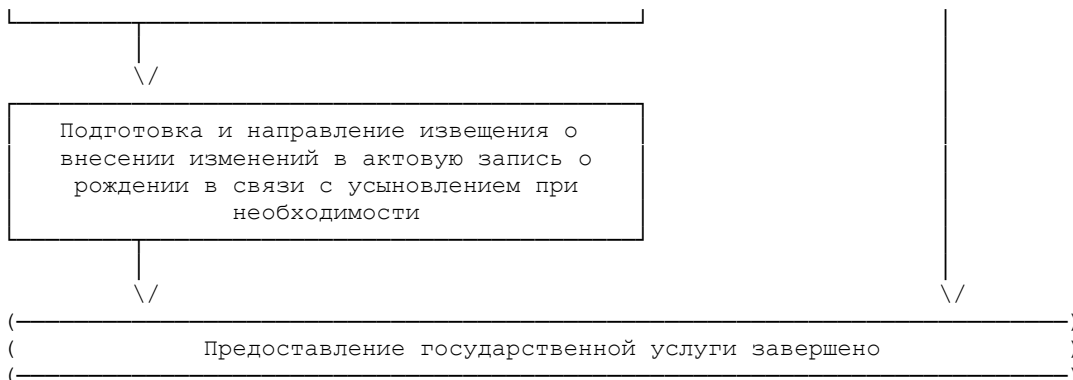 Подготовка и направление извещения о
внесении изменений в актовую запись о
рождении в связи с усыновлением при
необходимости
Предоставление государственной услуги завершено